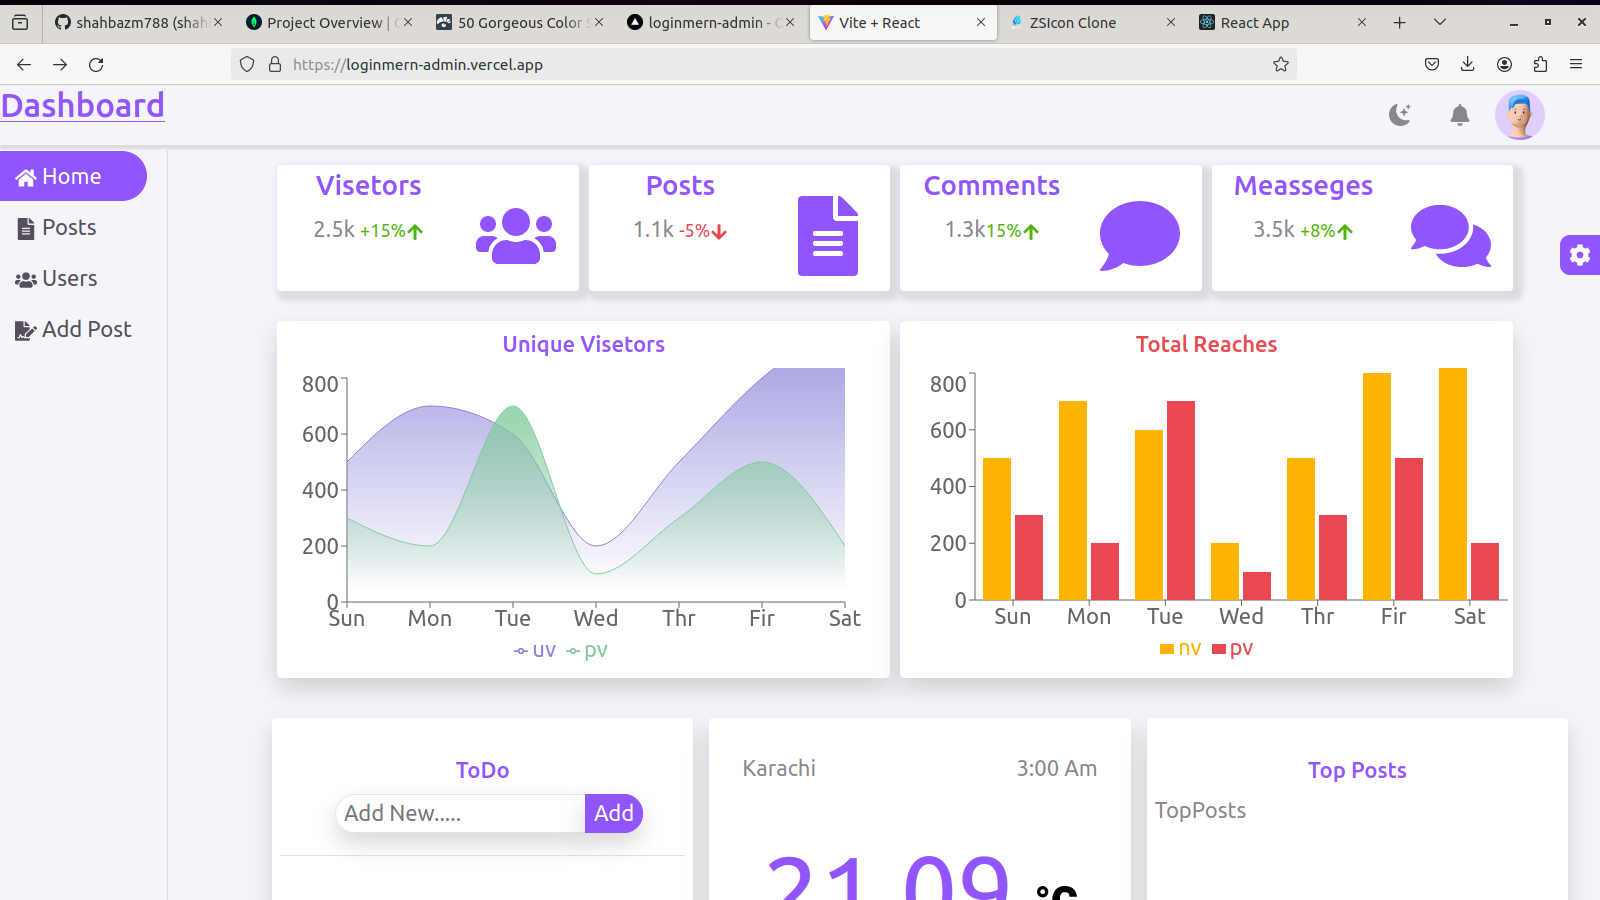 shahbazm788 (shah
Project Overview | C
50 Gorgeous Color S
loginmern-admin - O
Vite + React
ZSIcon Clone
React App
https://loginmern-admin.vercel.app
Dashboard
Home
Posts
Users
Add Post
Visetors
2.5k +15%
Posts
1.1k -5%
Comments
1.3k15%
Measseges
3.5k +8%
Unique Visetors
800
600
400
200
0
Sun Mon Tue Wed Thr Fir Sat
uv pv
Total Reaches
800
600
400
200
0
Sun Mon Tue Wed Thr Fir Sat
nv pv
ToDo
Add New..... Add
Karachi 3:00 Am
21.09 °C
Top Posts
TopPosts